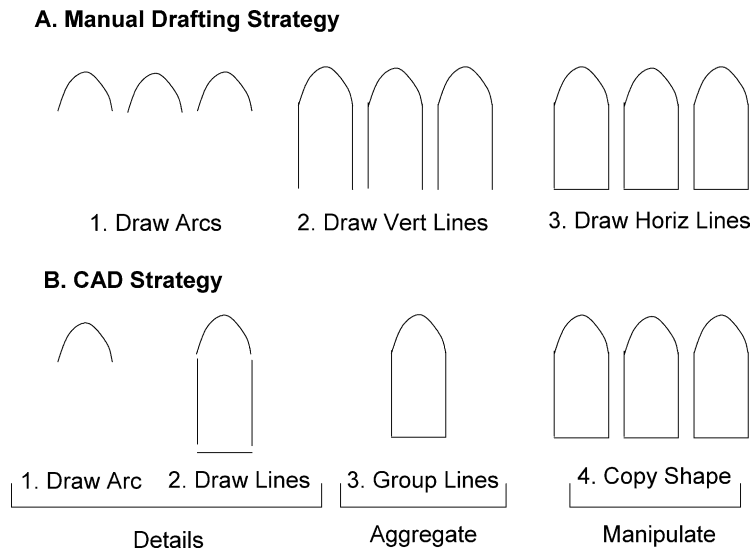 A. Manual Drafting Strategy
1. Draw Arcs
2. Draw Vert Lines
3. Draw Horiz Lines
B. CAD Strategy
1. Draw Arc
2. Draw Lines
3. Group Lines
4. Copy Shape
Details
Aggregate
Manipulate